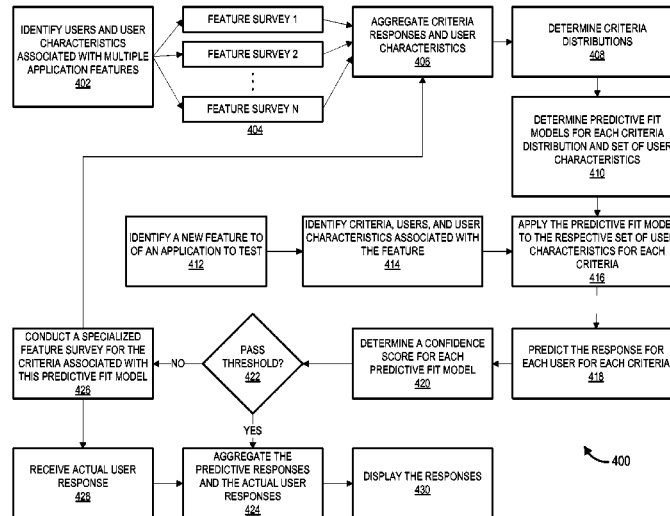 IDENTIFY USERS AND USER
CHARACTERISTICS
ASSOCIATED WITH MULTIPLE
APPLICATION FEATURES
402
FEATURE SURVEY 1
FEATURE SURVEY 2
FEATURE SURVEY N
404
AGGREGATE CRITERIA
RESPONSES AND USER
CHARACTERISTICS
406
DETERMINE CRITERIA
DISTRIBUTIONS
408
DETERMINE PREDICTIVE FIT
MODELS FOR EACH CRITERIA
DISTRIBUTION AND SET OF USER
CHARACTERISTICS
410
IDENTIFY A NEW FEATURE TO
OF AN APPLICATION TO TEST
412
IDENTIFY CRITERIA, USERS, AND USER
CHARACTERISTICS ASSOCIATED WITH
THE FEATURE
414
APPLY THE PREDICTIVE FIT MODEL
TO THE RESPECTIVE SET OF USER
CHARACTERISTICS FOR EACH
CRITERIA
416
CONDUCT A SPECIALIZED
FEATURE SURVEY FOR THE
CRITERIA ASSOCIATED WITH
THIS PREDICTIVE FIT MODEL
426
NO
PASS
THRESHOLD?
422
DETERMINE A CONFIDENCE
SCORE FOR EACH
PREDICTIVE FIT MODEL
420
PREDICT THE RESPONSE FOR
EACH USER FOR EACH CRITERIA
418
YES
RECEIVE ACTUAL USER
RESPONSE
428
AGGREGATE THE
PREDICTIVE RESPONSES
AND THE ACTUAL USER
RESPONSES
424
DISPLAY THE RESPONSES
430
400